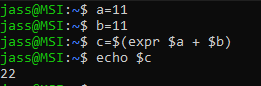 jass@MSI:~$ a=11
jass@MSI:~$ b=11
jass@MSI:~$ c=$(expr $a + $b)
jass@MSI:~$ echo $c
22